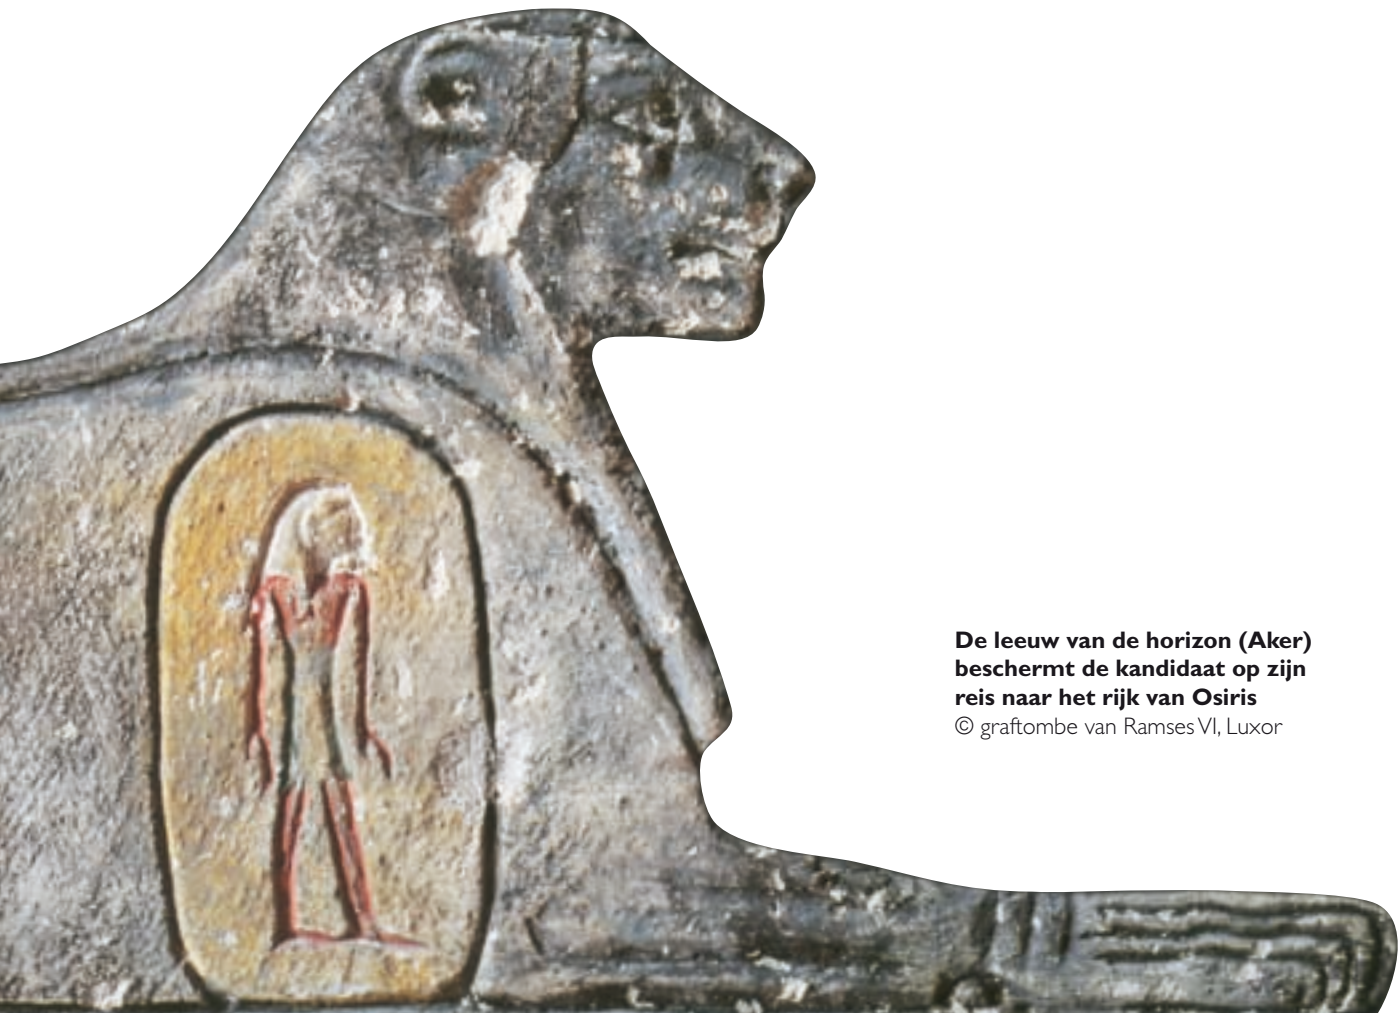 De leeuw van de horizon (Aker)
beschermt de kandidaat op zijn
reis naar het rijk van Osiris
© graftombe van Ramses VI, Luxor